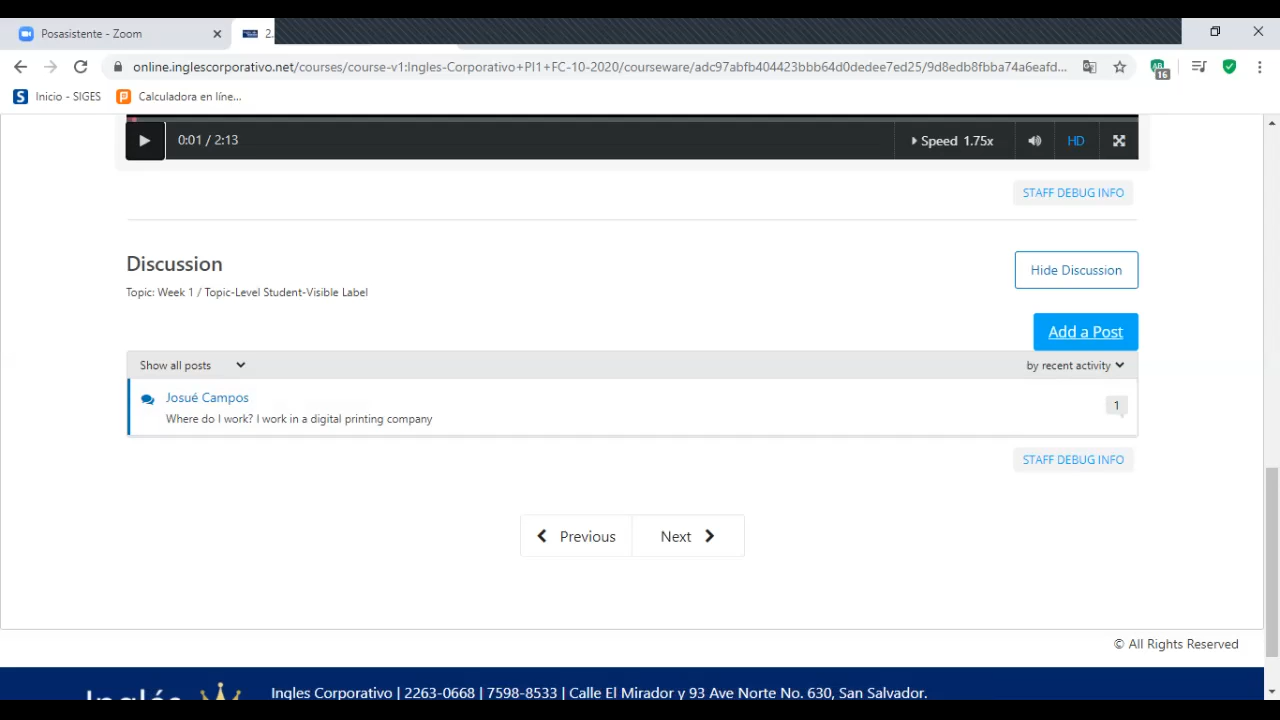 Posasistente - Zoom
2.
online.inglescorporativo.net/courses/course-v1:Ingles-Corporativo+PI1+FC-10-2020/courseware/adc97abfb404423bbb64d0dedee7ed25/9d8edb8fbba74a6eafd...
16
Inicio - SIGES
Calculadora en líne...
0:01 / 2:13
Speed 1.75x
HD
STAFF DEBUG INFO
Discussion
Hide Discussion
Topic: Week 1 / Topic-Level Student-Visible Label
Add a Post
Show all posts
by recent activity
Josué Campos
Where do I work? I work in a digital printing company
1
STAFF DEBUG INFO
Previous
Next
© All Rights Reserved
Inglés
Ingles Corporativo | 2263-0668 | 7598-8533 | Calle El Mirador y 93 Ave Norte No. 630, San Salvador.